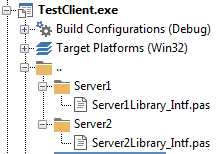 TestClient.exe
Build Configurations (Debug)
Target Platforms (Win32)
..
Server1
Server1Library_Intf.pas
Server2
Server2Library_Intf.pas